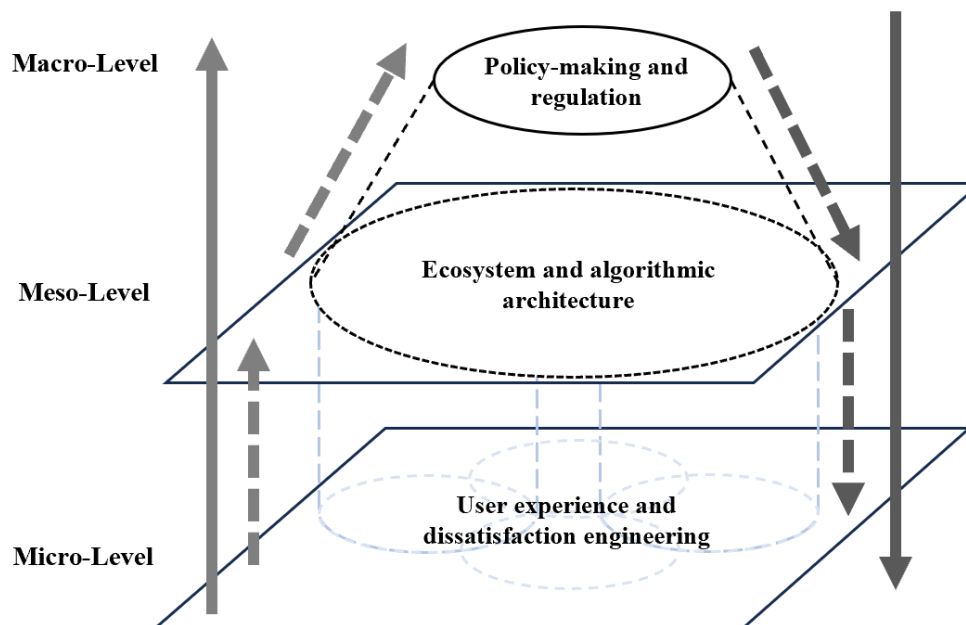 Macro-Level
Policy-making and
regulation
Meso-Level
Ecosystem and algorithmic
architecture
User experience and
dissatisfaction engineering
Micro-Level